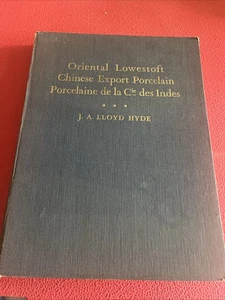 Oriental Lowestoft
Chinese Export Porcelain
Porcelaine de la Cie des Indes
* * *
J. A. LLOYD HYDE